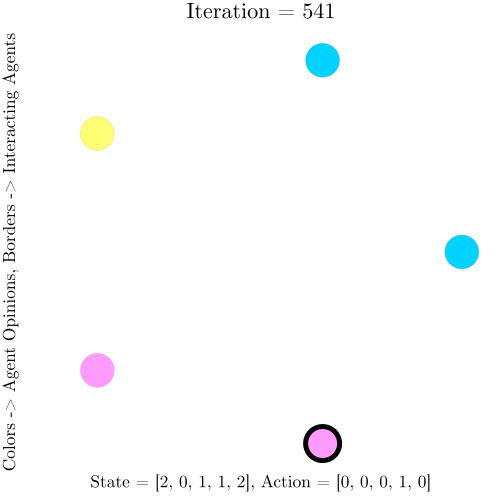 Iteration = 541
Colors -> Agent Opinions, Borders -> Interacting Agents
State = [2, 0, 1, 1, 2], Action = [0, 0, 0, 1, 0]